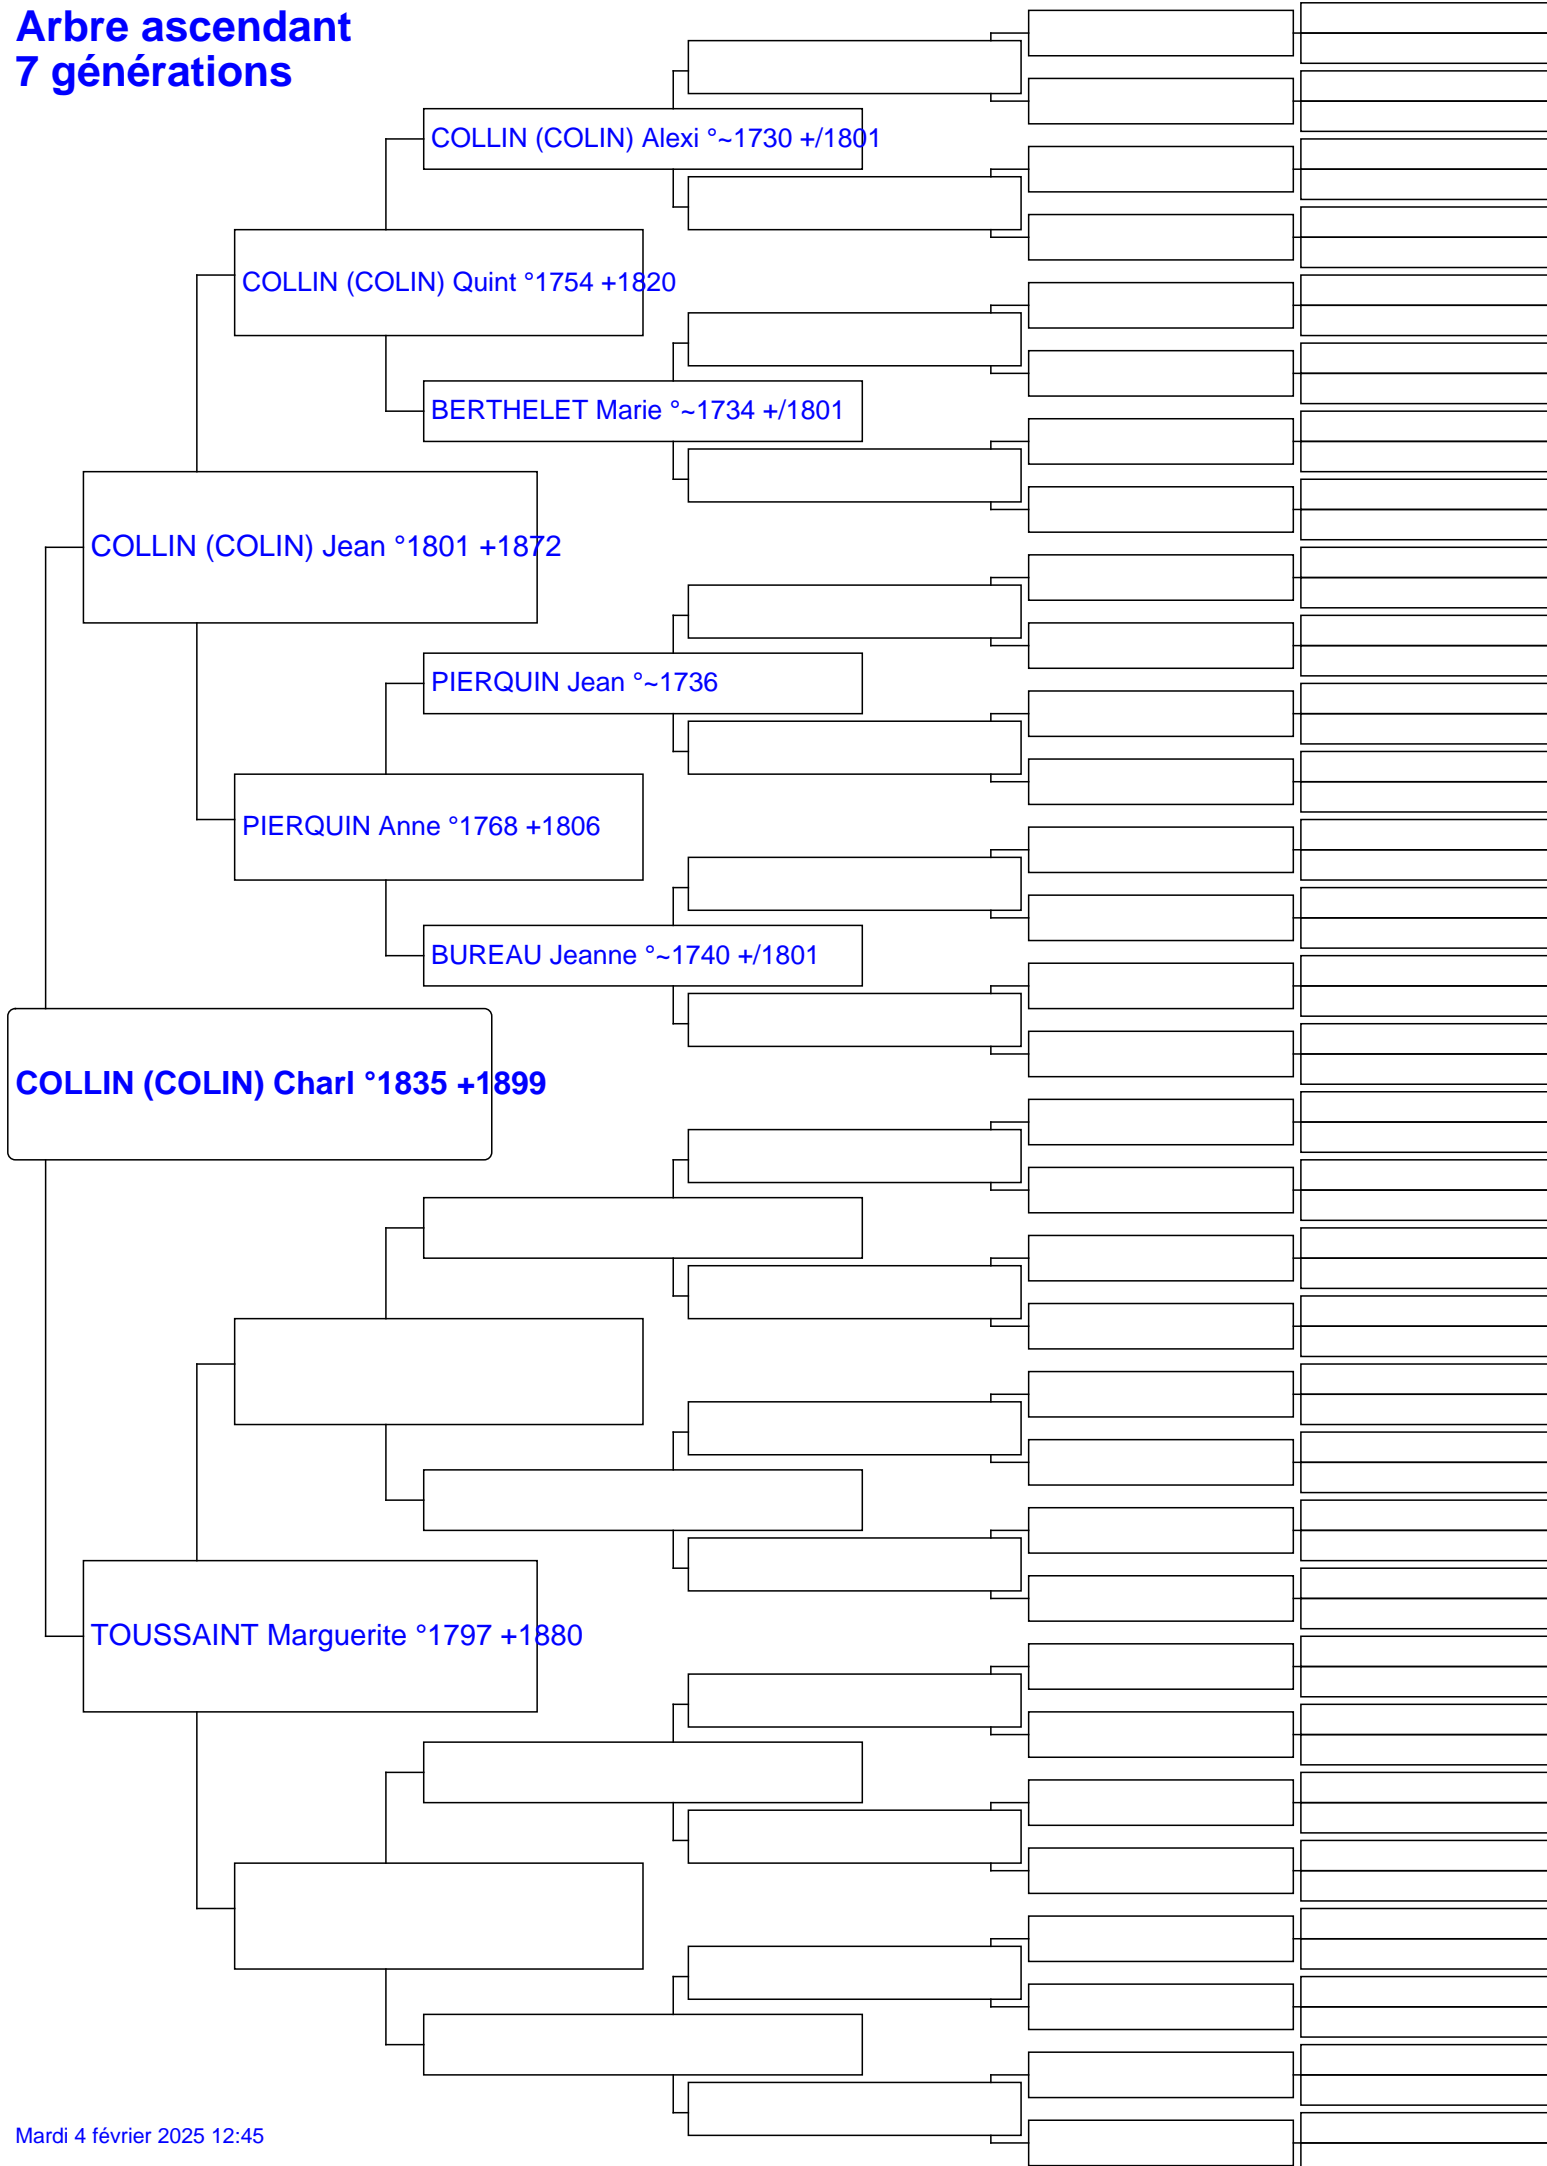 Arbre ascendant
7 générations
COLLIN (COLIN) Alexi °~1730 +/1801
COLLIN (COLIN) Quint °1754 +1820
BERTHELET Marie °~1734 +/1801
COLLIN (COLIN) Jean °1801 +1872
PIERQUIN Jean °~1736
PIERQUIN Anne °1768 +1806
BUREAU Jeanne °~1740 +/1801
COLLIN (COLIN) Charl °1835 +1899
TOUSSAINT Marguerite °1797 +1880
Mardi 4 février 2025 12:45